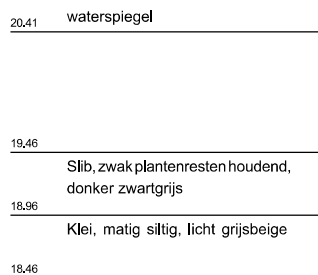 20.41
waterspiegel
19.46
Slib, zwak plantenresten houdend,
donker zwartgrijs
18.96
Klei, matig siltig, licht grijsbeige
18.46